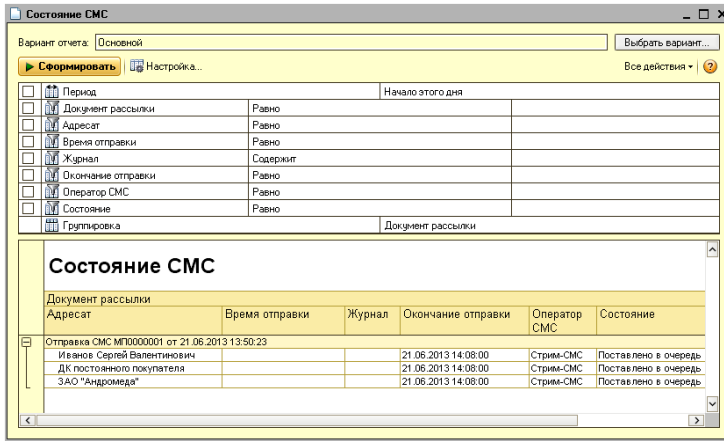 Состояние СМС
Вариант отчета: Основной Выбрать вариант...
Сформировать Настройка... Все действия
Период Начало этого дня
Документ рассылки Равно
Адресат Равно
Время отправки Равно
Журнал Содержит
Окончание отправки Равно
Оператор СМС Равно
Состояние Равно
Группировка Документ рассылки
Состояние СМС
Документ рассылки
Адресат Время отправки Журнал Окончание отправки Оператор СМС Состояние
Отправка СМС МП0000001 от 21.06.2013 13:50:23
Иванов Сергей Валентинович 21.06.2013 14:08:00 Стрим-СМС Поставлено в очередь
ДК постоянного покупателя 21.06.2013 14:08:00 Стрим-СМС Поставлено в очередь
ЗАО "Андромеда" 21.06.2013 14:08:00 Стрим-СМС Поставлено в очередь